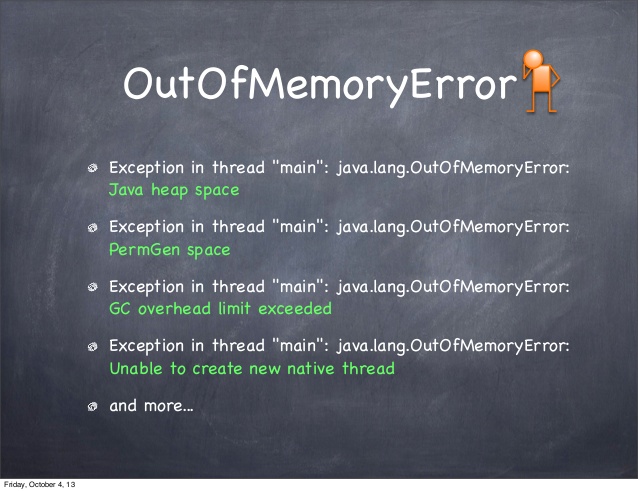 OutOfMemoryError
Exception in thread "main": java.lang.OutOfMemoryError:
Java heap space
Exception in thread "main": java.lang.OutOfMemoryError:
PermGen space
Exception in thread "main": java.lang.OutOfMemoryError:
GC overhead limit exceeded
Exception in thread "main": java.lang.OutOfMemoryError:
Unable to create new native thread
and more...
Friday, October 4, 13